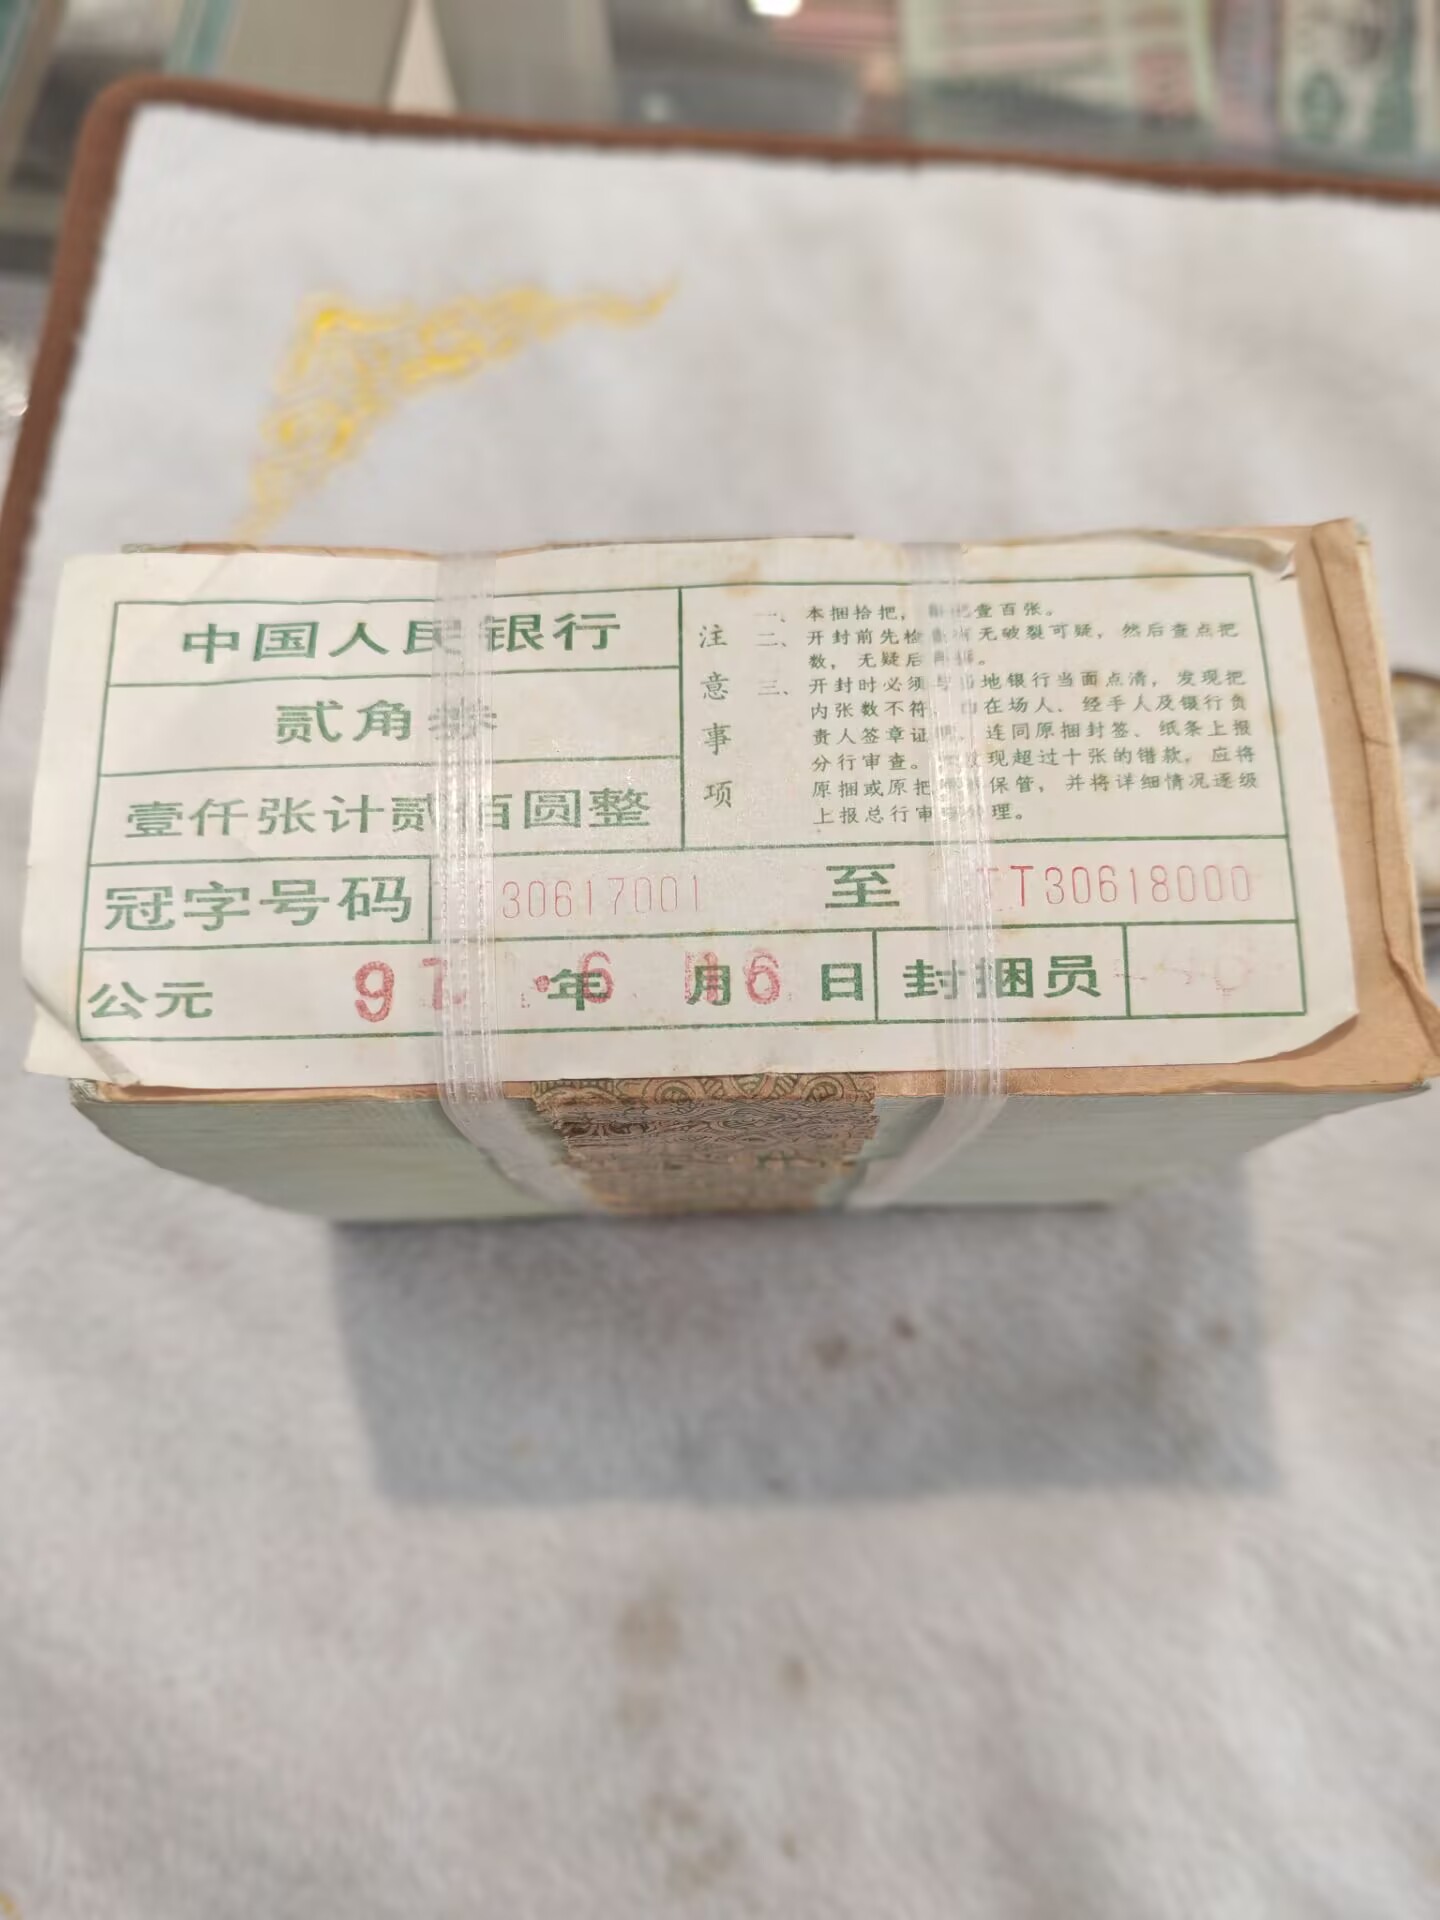 中国人民银行
贰角券
壹仟张计贰佰圆整
注意事项
一、本捆拾把，每把壹百张。
二、开封前先检查有无破裂可疑，然后查点把
数，无疑后再拆。
三、开封时必须与当地银行当面点清，发现把
内张数不符，由在场人、经手人及银行负
责人签章证明，连同原捆封签、纸条上报
分行审查。如发现超过十张的错款，应将
原捆或原把保管，并将详细情况逐级
上报总行审理。
冠字号码 30617001 至 IT30618000
公元 97年 6月 16日 封捆员